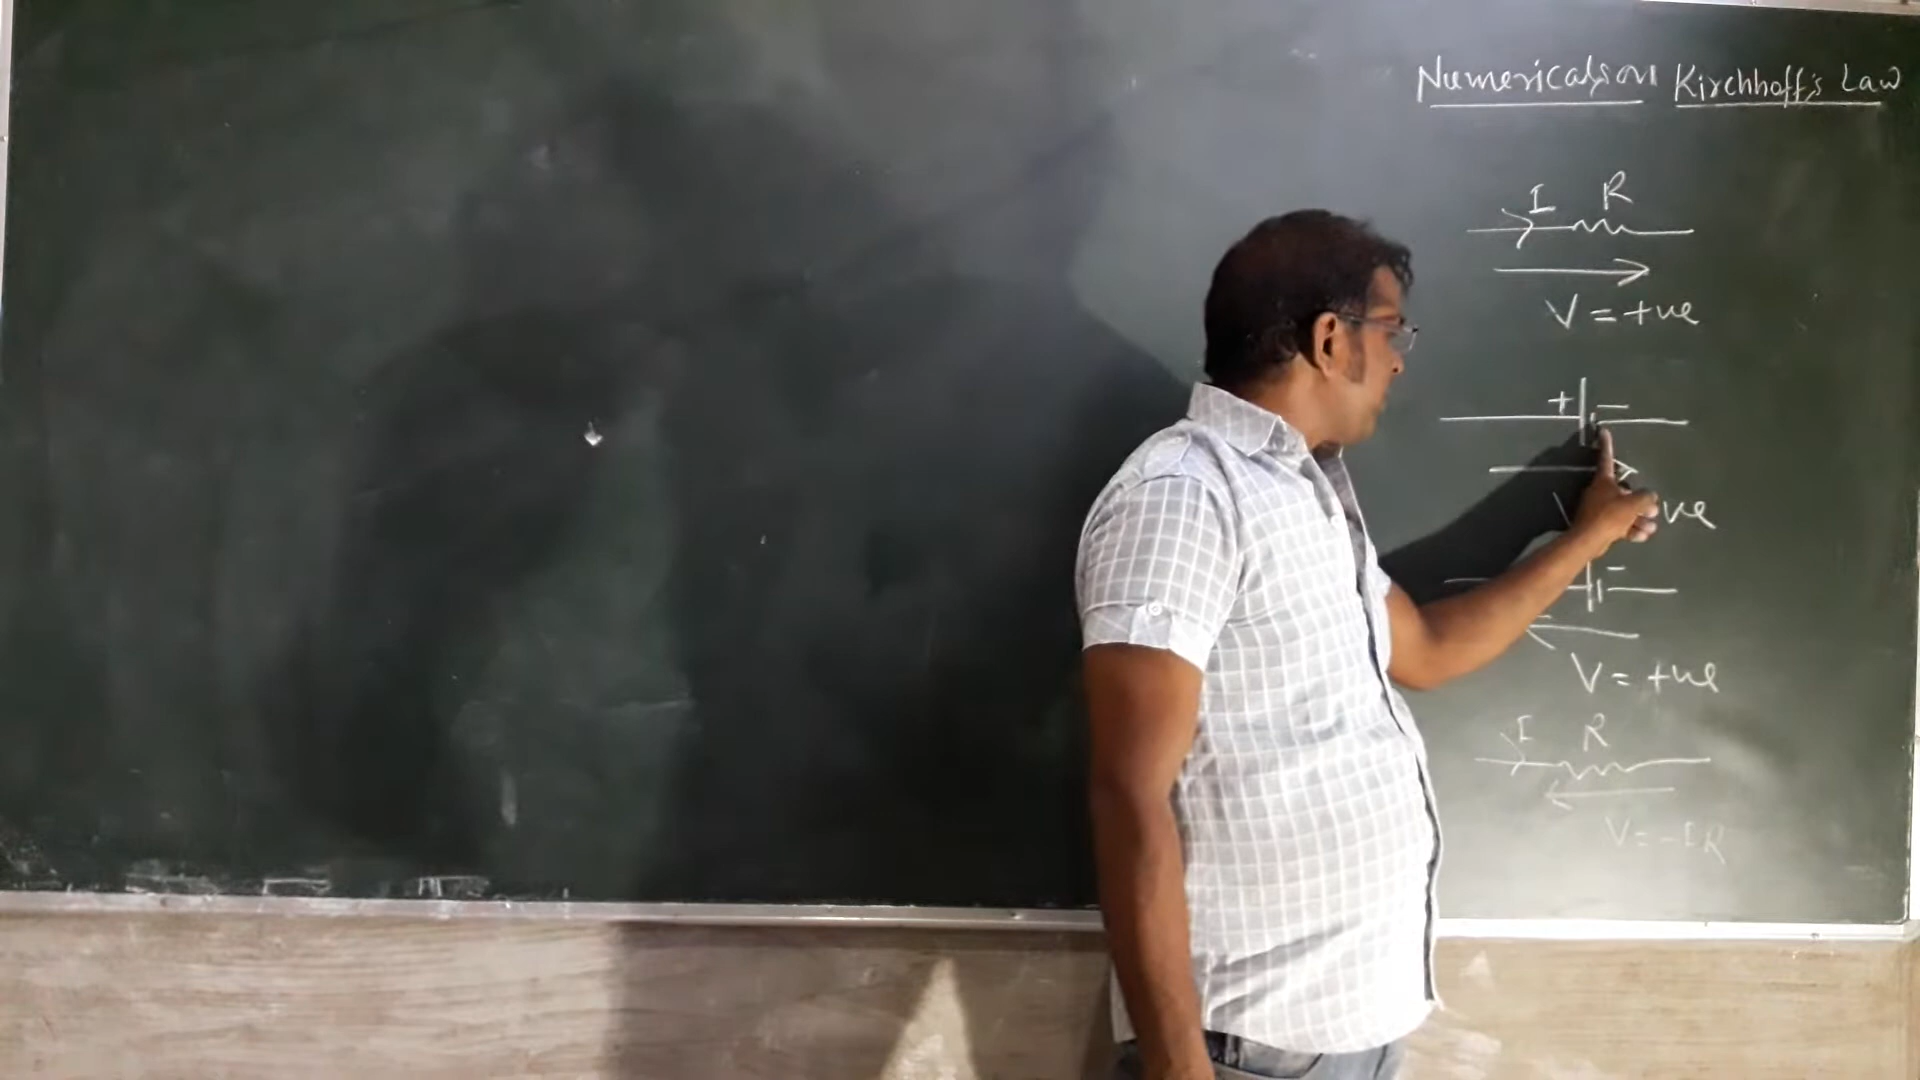 Numericals on Kirchhoff's Law
I R
V = +ve
+ -
ve
-
V = +ve
I R
V = -IR